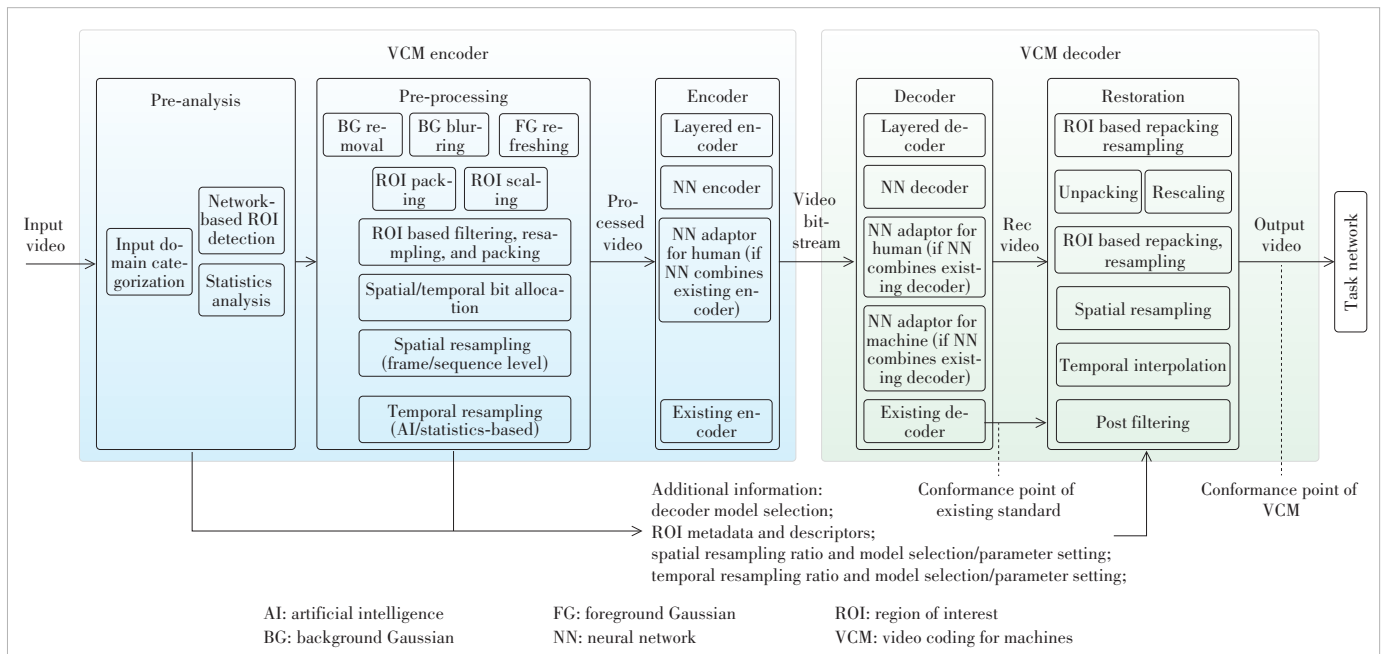 VCM encoder
VCM decoder
Pre-analysis
Pre-processing
Encoder
Decoder
Restoration
Input
video
Input do-
main cate-
gorization
Network-
based ROI
detection
Statistics
analysis
BG re-
moval
BG blur-
ring
FG re-
freshing
ROI pack-
ing
ROI scal-
ing
ROI based filtering, resa-
mpling, and packing
Spatial/temporal bit alloca-
tion
Spatial resampling
(frame/sequence level)
Temporal resampling
(AI/statistics-based)
Pro-
cessed
video
Layered en-
coder
NN encoder
NN adaptor
for human (if
NN combines
existing en-
coder)
Existing en-
coder
Video
bit-
stream
Layered de-
coder
NN decoder
NN adaptor for
human (if NN
combines exist-
ing decoder)
NN adaptor for
machine (if NN
combines exist-
ing decoder)
Existing de-
coder
Rec
video
ROI based repacking
resampling
Unpacking
Rescaling
ROI based repacking,
resampling
Spatial resampling
Temporal interpolation
Post filtering
Output
video
Task network
Additional information:
decoder model selection;
ROI metadata and descriptors;
spatial resampling ratio and model selection/parameter setting;
temporal resampling ratio and model selection/parameter setting;
Conformance point of
existing standard
Conformance point of
VCM
AI: artificial intelligence
FG: foreground Gaussian
ROI: region of interest
BG: background Gaussian
NN: neural network
VCM: video coding for machines